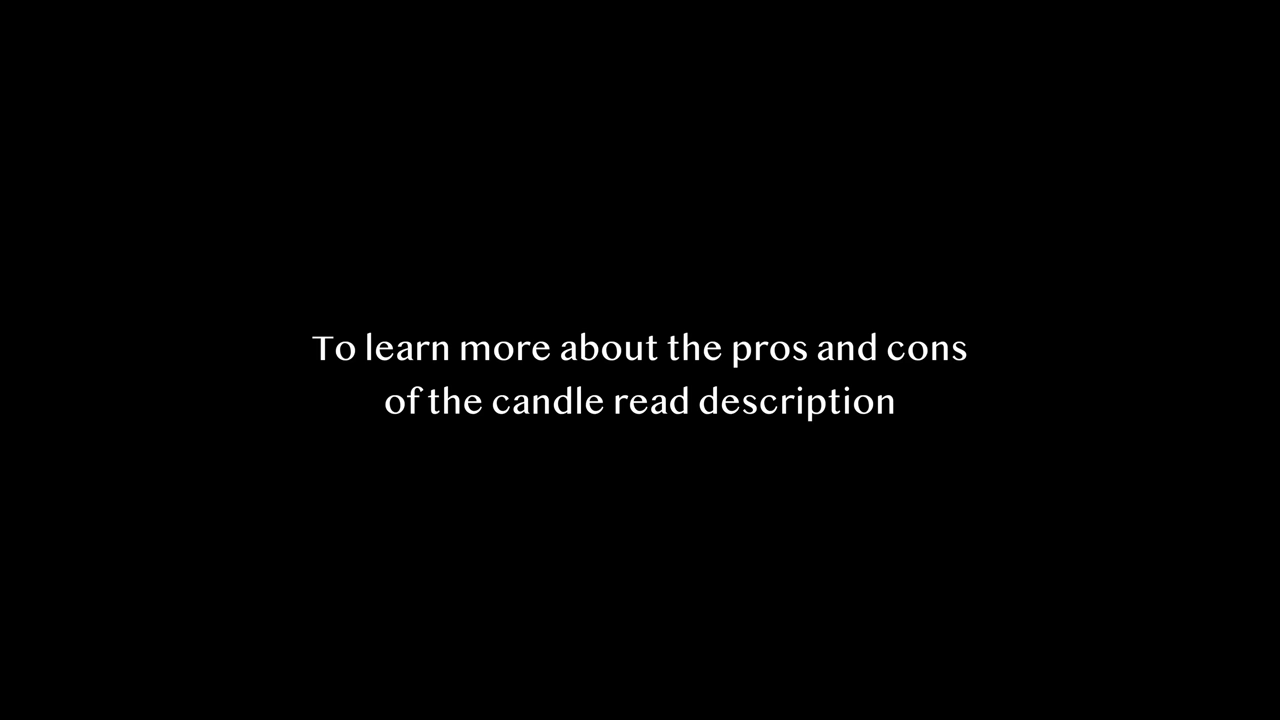 To learn more about the pros and cons
of the candle read description